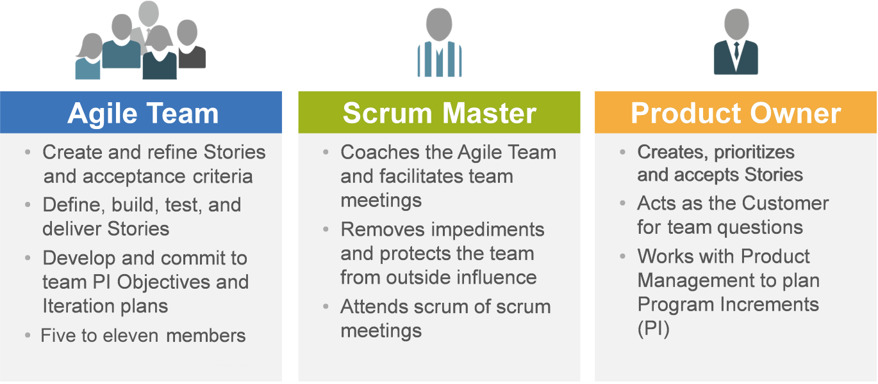 Agile Team
• Create and refine Stories
and acceptance criteria
• Define, build, test, and
deliver Stories
• Develop and commit to
team PI Objectives and
Iteration plans
• Five to eleven members
Scrum Master
• Coaches the Agile Team
and facilitates team
meetings
• Removes impediments
and protects the team
from outside influence
• Attends scrum of scrum
meetings
Product Owner
• Creates, prioritizes
and accepts Stories
• Acts as the Customer
for team questions
• Works with Product
Management to plan
Program Increments
(PI)